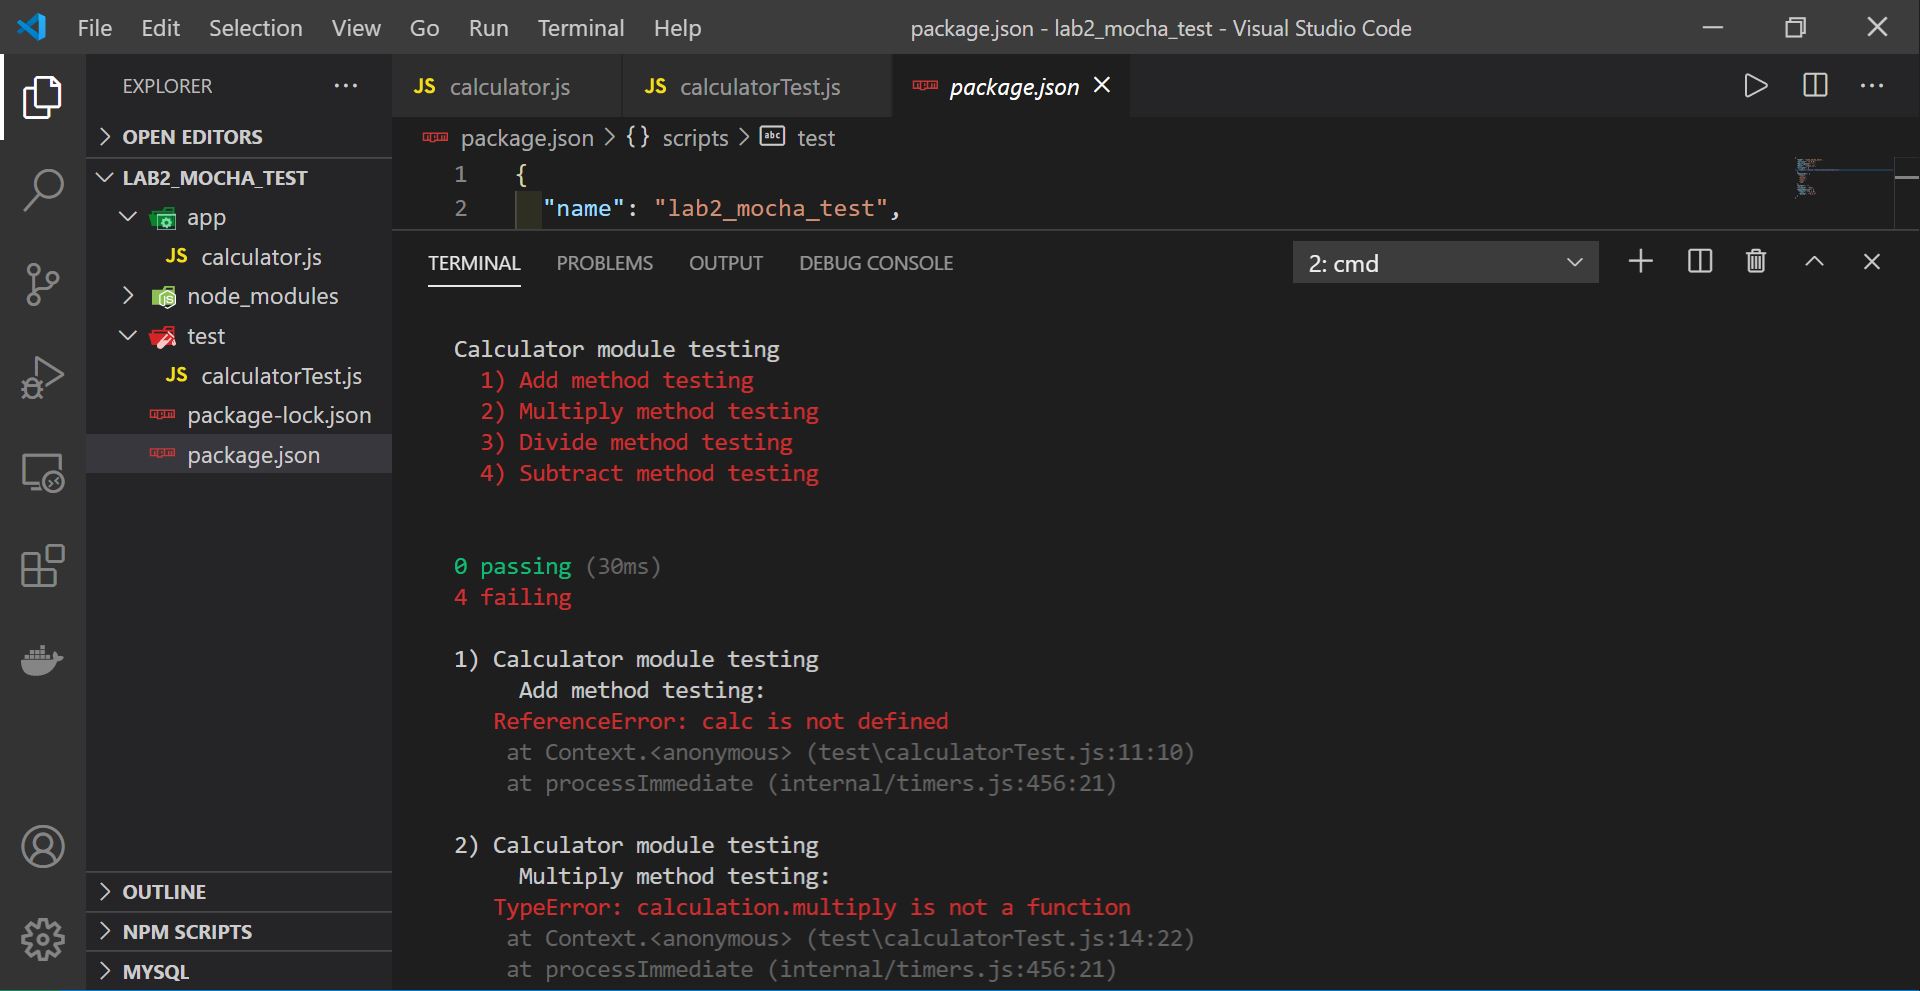 File Edit Selection View Go Run Terminal Help package.json - lab2_mocha_test - Visual Studio Code
EXPLORER
OPEN EDITORS
LAB2_MOCHA_TEST
app
JS calculator.js
node_modules
test
JS calculatorTest.js
package-lock.json
package.json
OUTLINE
NPM SCRIPTS
MYSQL
JS calculator.js JS calculatorTest.js package.json
package.json > {} scripts > abc test
1 {
2 "name": "lab2_mocha_test",
TERMINAL PROBLEMS OUTPUT DEBUG CONSOLE 2: cmd
Calculator module testing
1) Add method testing
2) Multiply method testing
3) Divide method testing
4) Subtract method testing
0 passing (30ms)
4 failing
1) Calculator module testing
Add method testing:
ReferenceError: calc is not defined
at Context.<anonymous> (test\calculatorTest.js:11:10)
at processImmediate (internal/timers.js:456:21)
2) Calculator module testing
Multiply method testing:
TypeError: calculation.multiply is not a function
at Context.<anonymous> (test\calculatorTest.js:14:22)
at processImmediate (internal/timers.js:456:21)